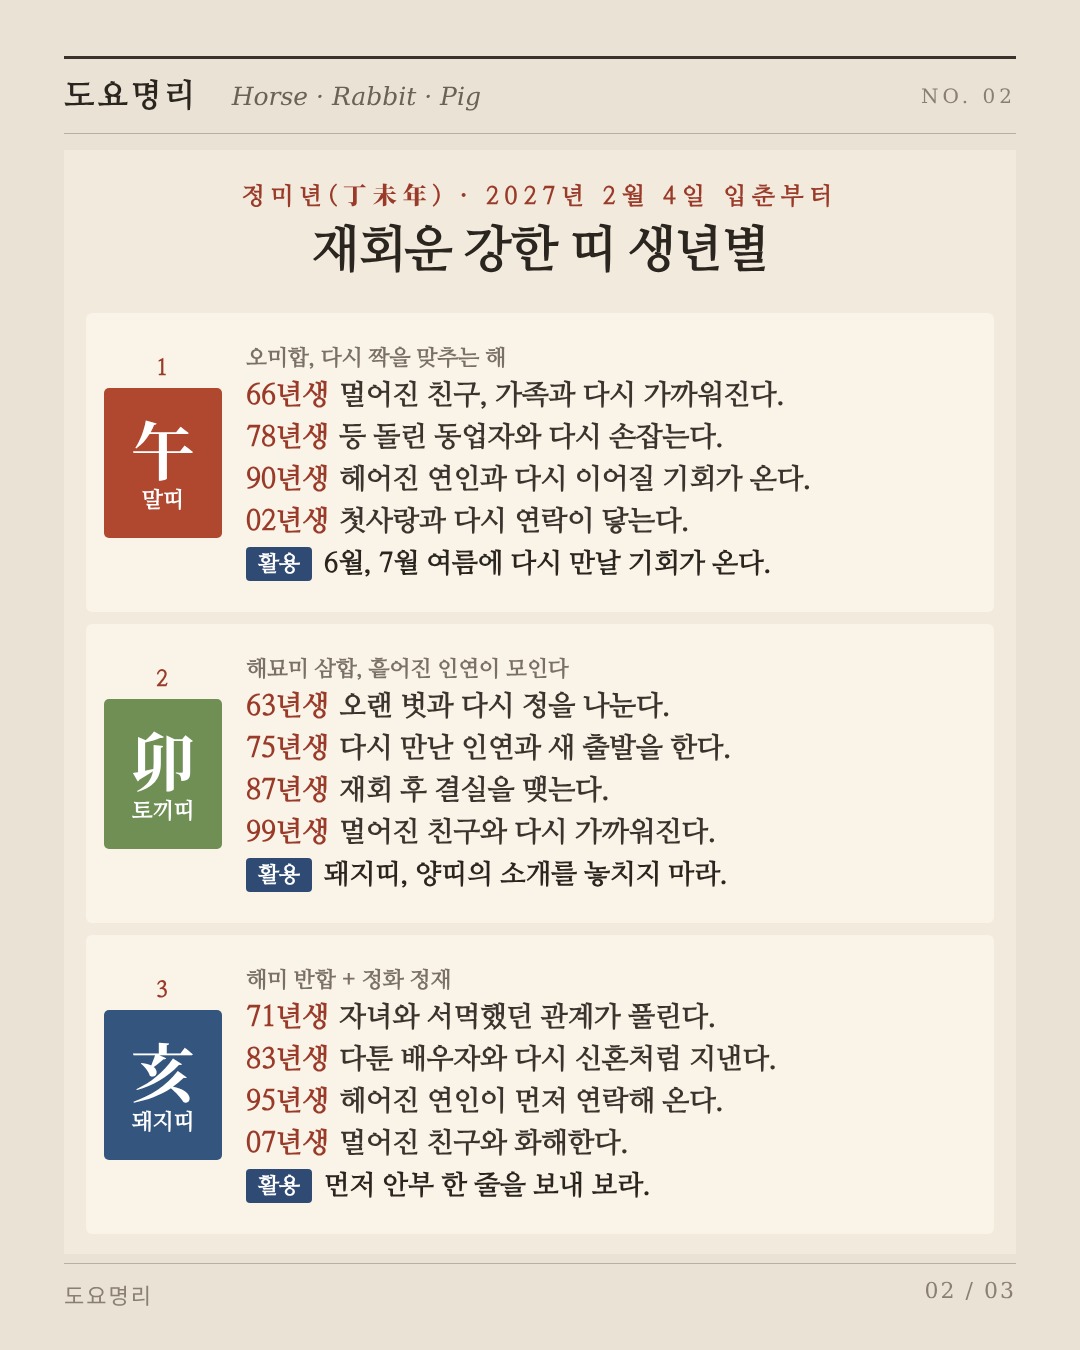 도요명리 Horse · Rabbit · Pig NO. 02
정미년(丁未年) · 2027년 2월 4일 입춘부터
재회운 강한 띠 생년별
1
午
말띠
오미합, 다시 짝을 맞추는 해
66년생 멀어진 친구, 가족과 다시 가까워진다.
78년생 등 돌린 동업자와 다시 손잡는다.
90년생 헤어진 연인과 다시 이어질 기회가 온다.
02년생 첫사랑과 다시 연락이 닿는다.
활용 6월, 7월 여름에 다시 만날 기회가 온다.
2
卯
토끼띠
해묘미 삼합, 흩어진 인연이 모인다
63년생 오랜 벗과 다시 정을 나눈다.
75년생 다시 만난 인연과 새 출발을 한다.
87년생 재회 후 결실을 맺는다.
99년생 멀어진 친구와 다시 가까워진다.
활용 돼지띠, 양띠의 소개를 놓치지 마라.
3
亥
돼지띠
해미 반합 + 정화 정재
71년생 자녀와 서먹했던 관계가 풀린다.
83년생 다툰 배우자와 다시 신혼처럼 지낸다.
95년생 헤어진 연인이 먼저 연락해 온다.
07년생 멀어진 친구와 화해한다.
활용 먼저 안부 한 줄을 보내 보라.
도요명리 02 / 03